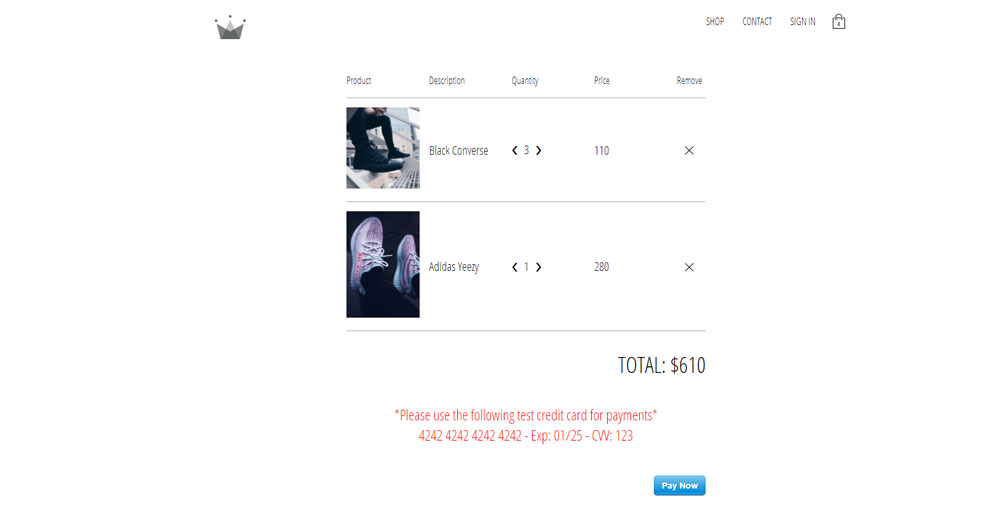 SHOP CONTACT SIGN IN 4
Product Description Quantity Price Remove
Black Converse ❮ 3 ❯ 110 ✕
Adidas Yeezy ❮ 1 ❯ 280 ✕
TOTAL: $610
*Please use the following test credit card for payments*
4242 4242 4242 4242 - Exp: 01/25 - CVV: 123
Pay Now